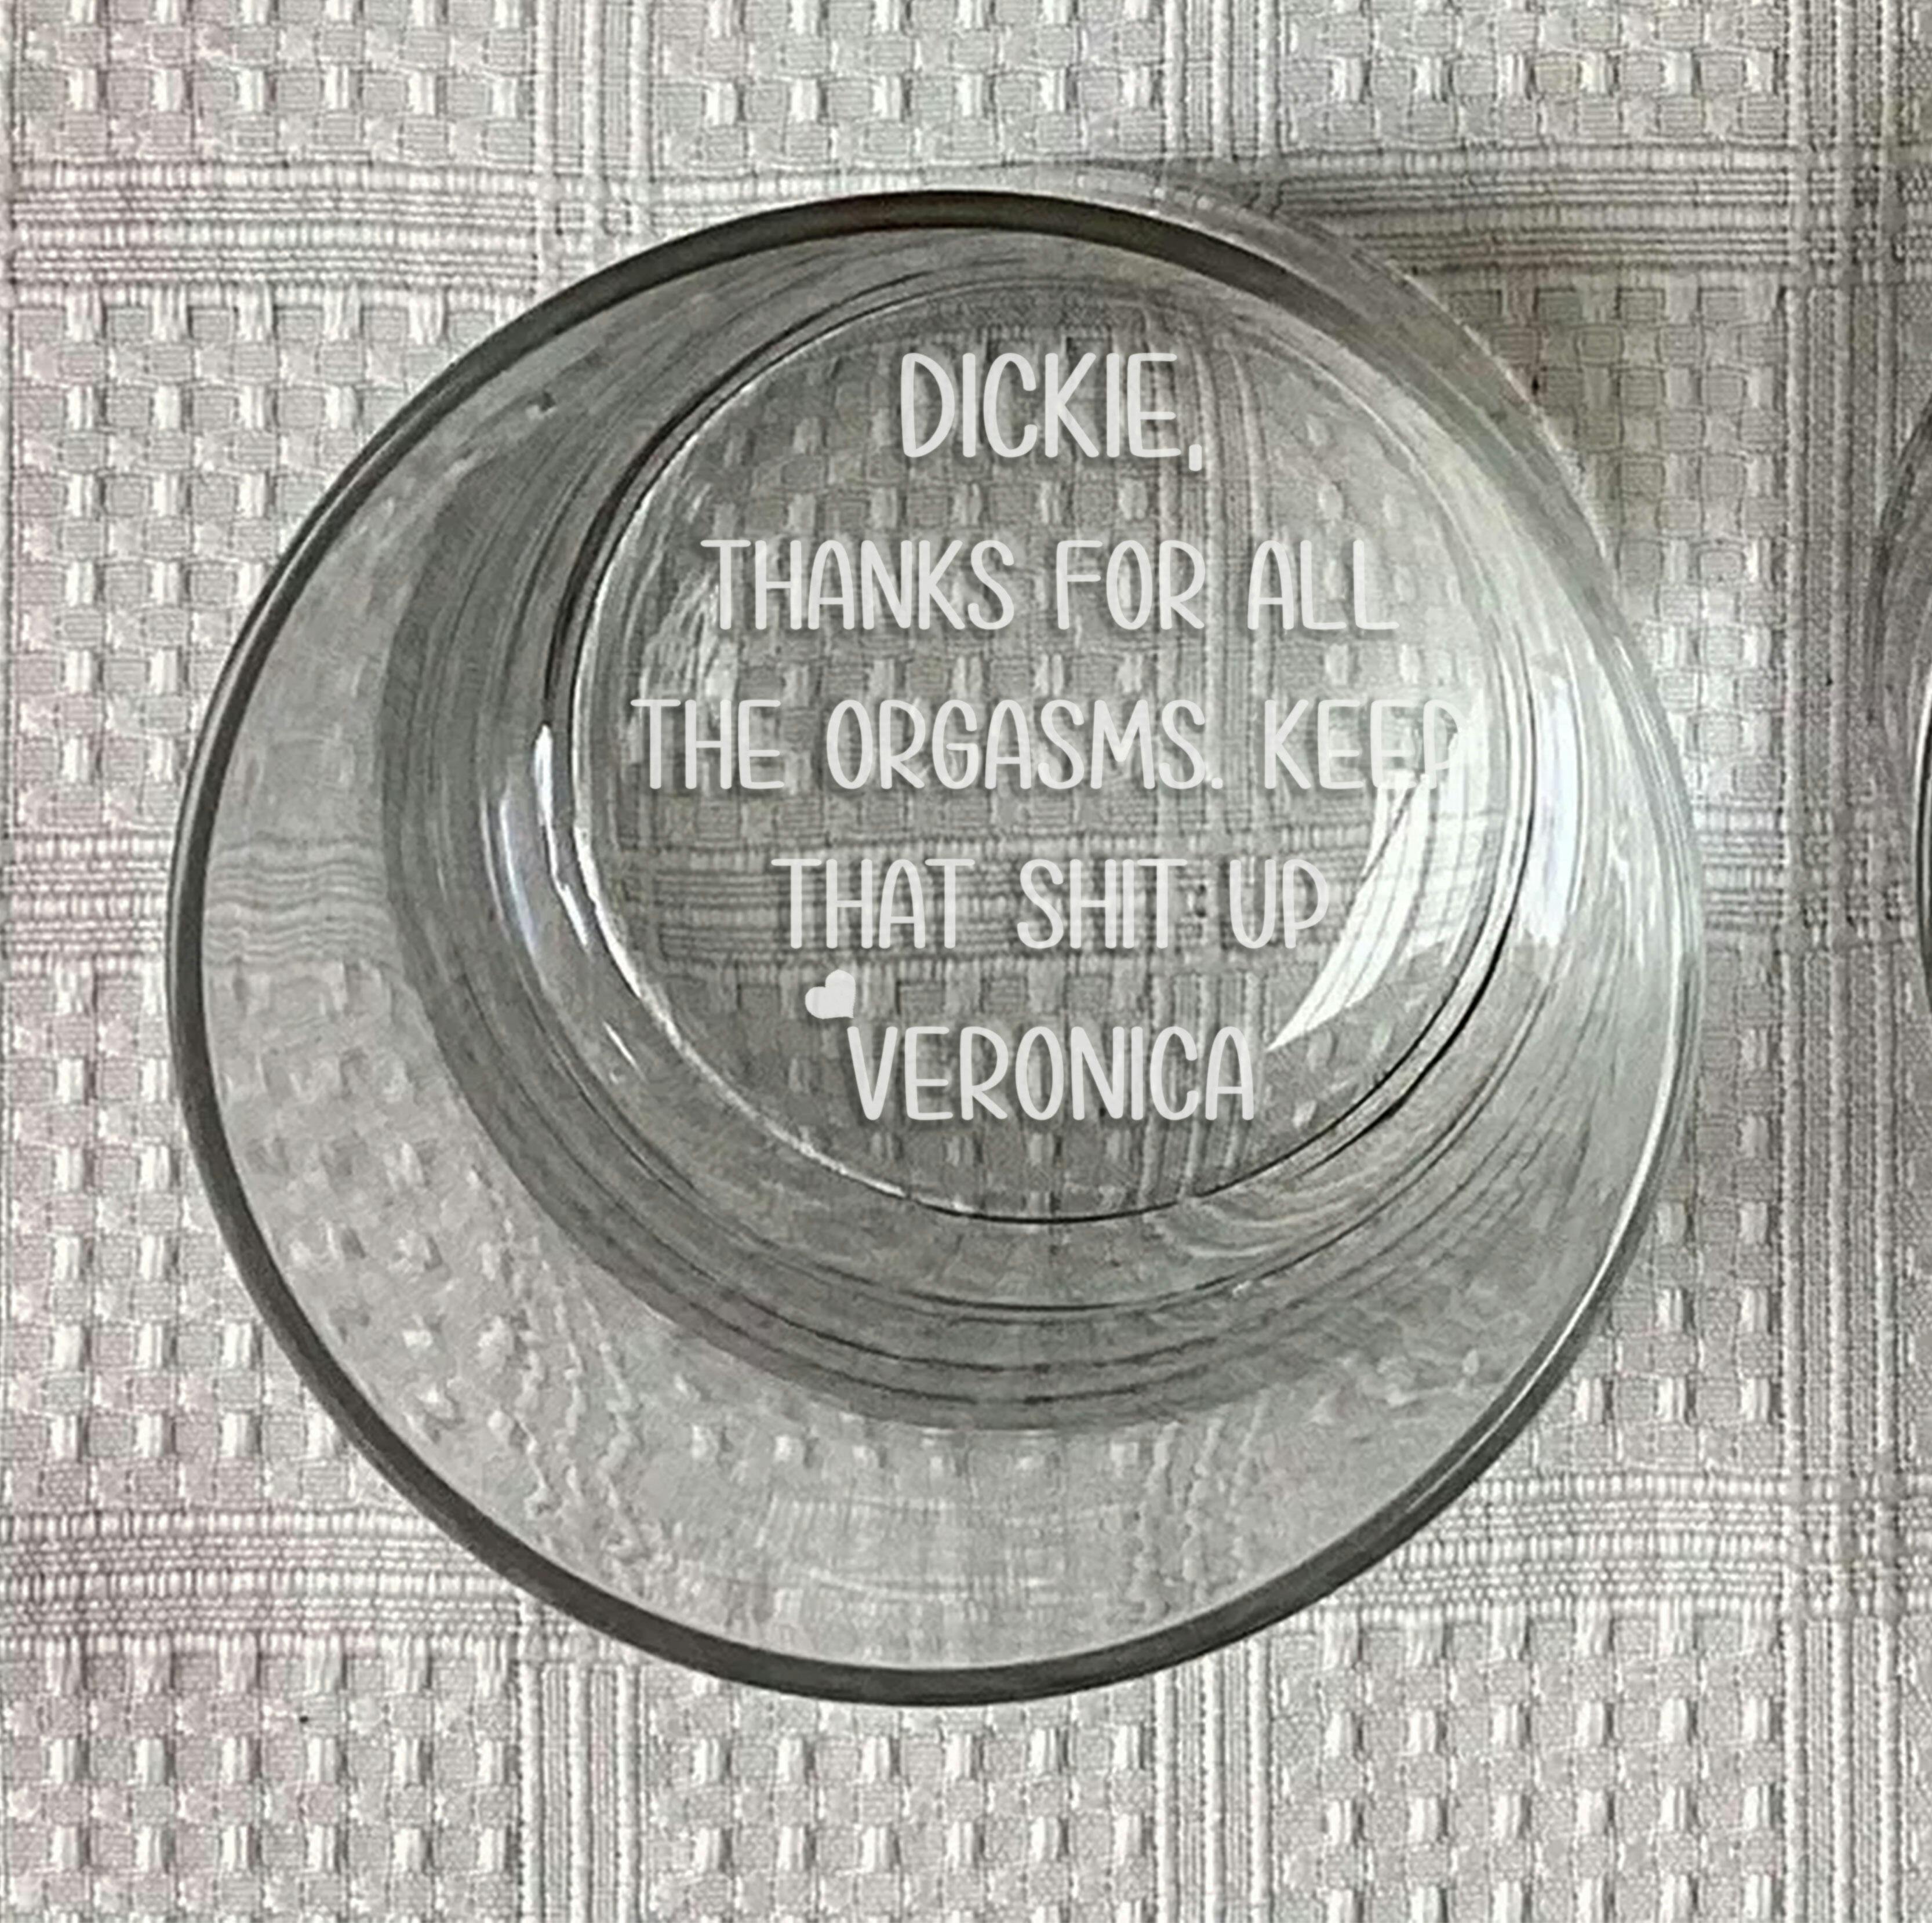 DICKIE,
THANKS FOR ALL
THE ORGASMS. KEEP
THAT SHIT UP
VERONICA